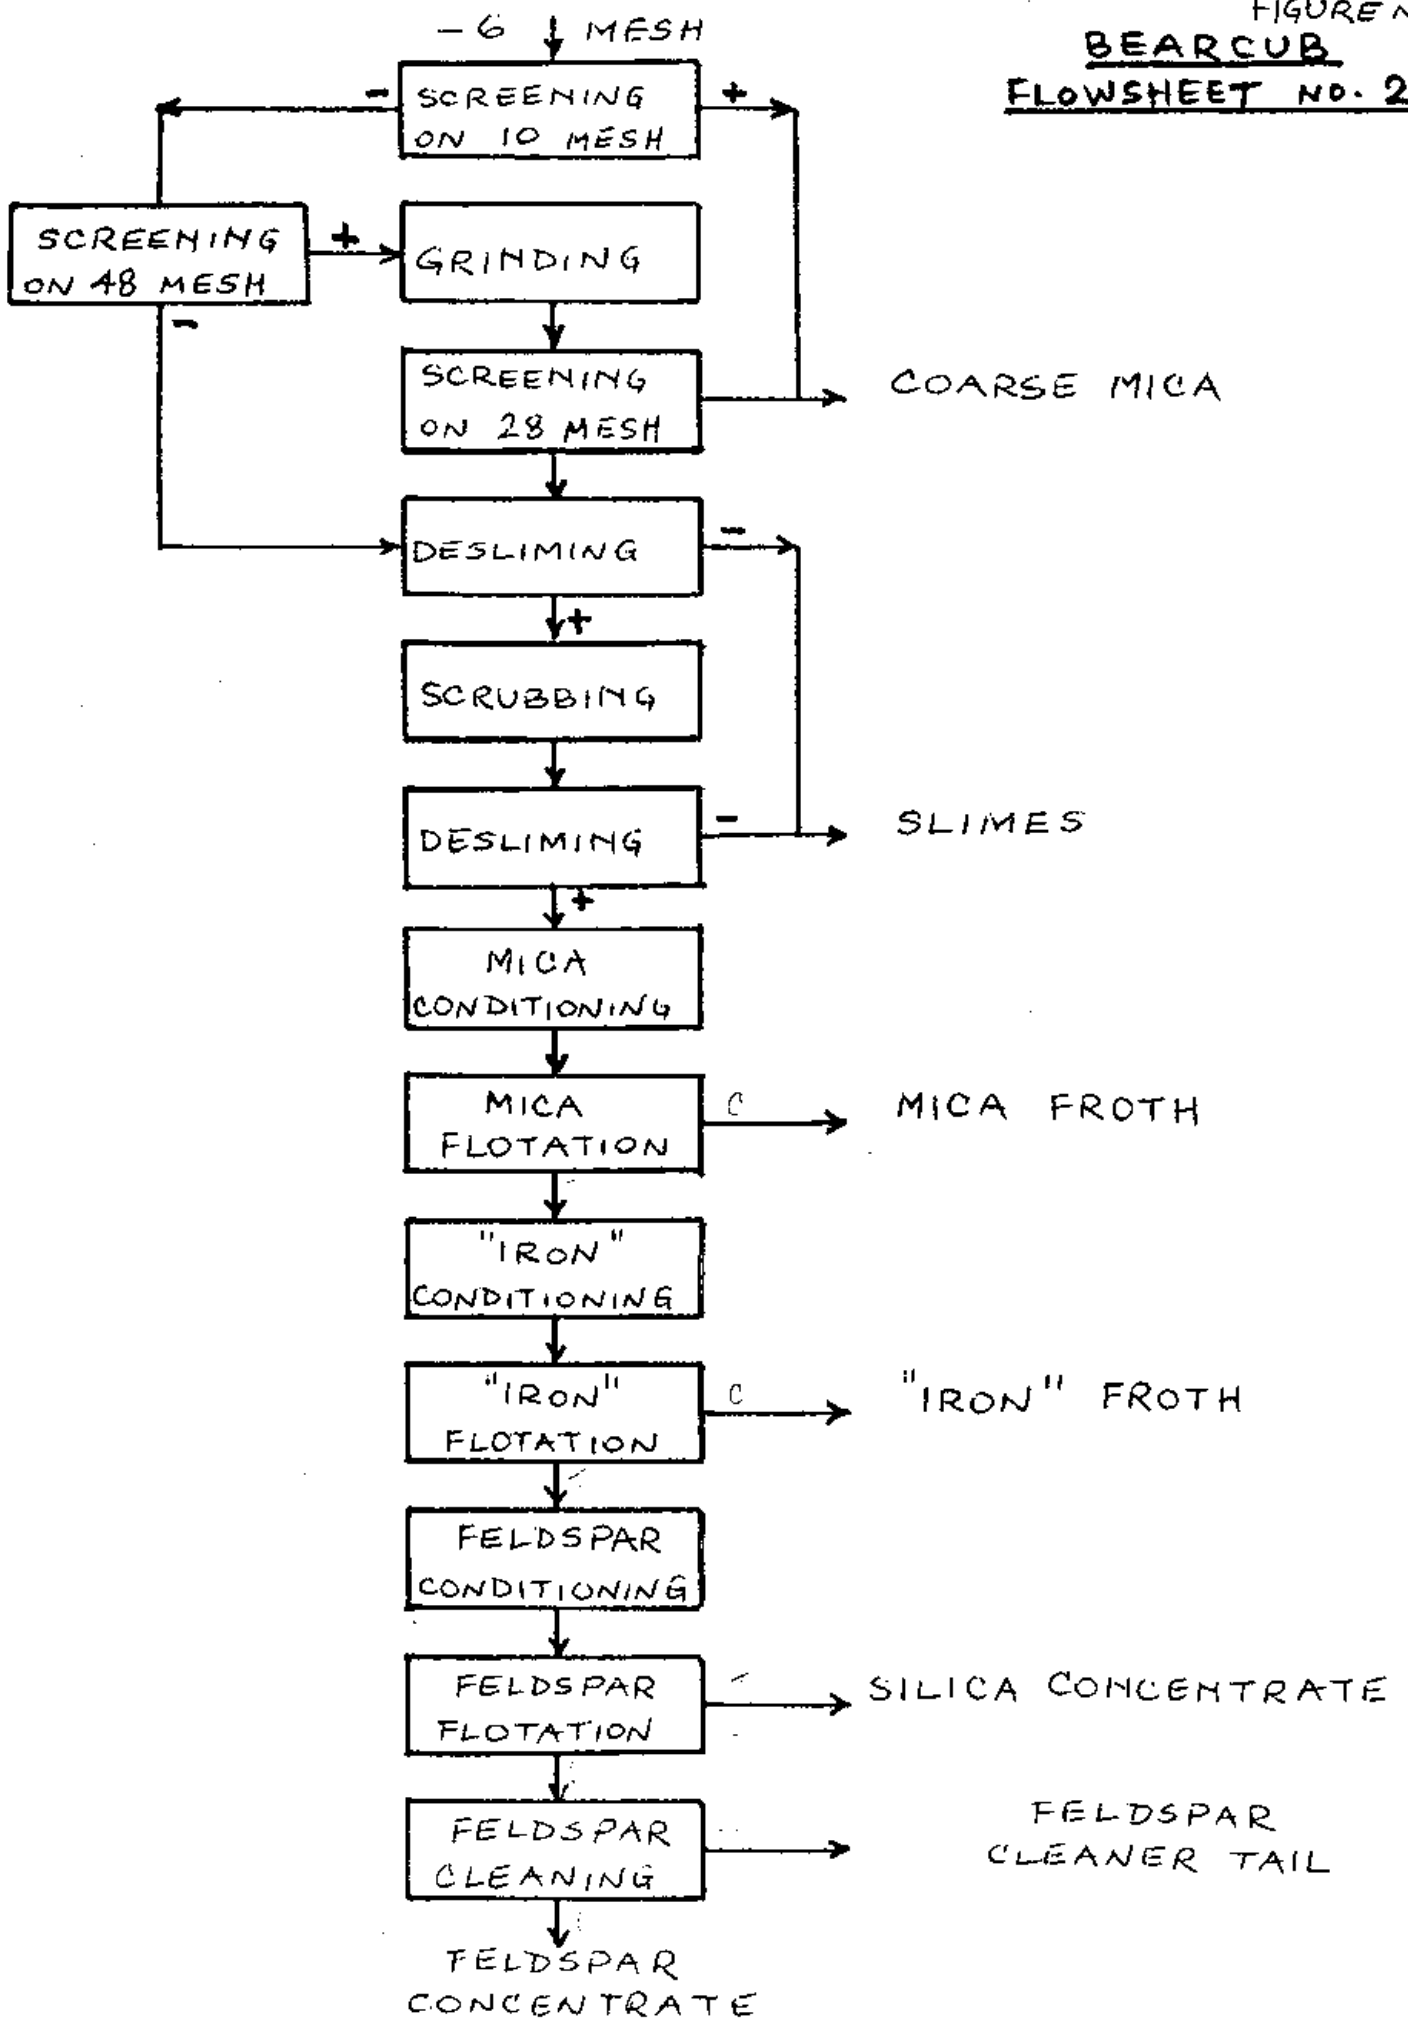 FIGURE N
BEARCUB
FLOWSHEET NO. 2
-6 MESH
- SCREENING +
ON 10 MESH
SCREENING +
ON 48 MESH
-
GRINDING
SCREENING
ON 28 MESH
COARSE MICA
DESLIMING -
+
SCRUBBING
DESLIMING -
SLIMES
+
MICA
CONDITIONING
MICA
FLOTATION
C
MICA FROTH
"IRON"
CONDITIONING
"IRON"
FLOTATION
C
"IRON" FROTH
FELDSPAR
CONDITIONING
FELDSPAR
FLOTATION
SILICA CONCENTRATE
FELDSPAR
CLEANING
FELDSPAR
CLEANER TAIL
FELDSPAR
CONCENTRATE